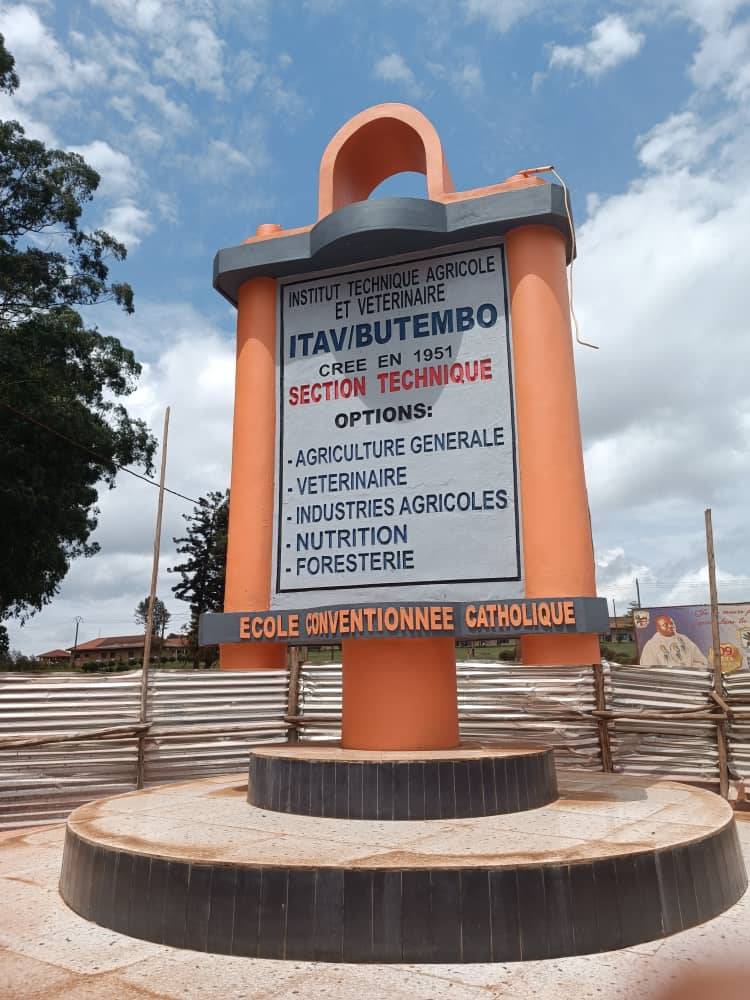 INSTITUT TECHNIQUE AGRICOLE
ET VETERINAIRE
ITAV/BUTEMBO
CREE EN 1951
SECTION TECHNIQUE
OPTIONS:
- AGRICULTURE GENERALE
- VETERINAIRE
- INDUSTRIES AGRICOLES
- NUTRITION
- FORESTERIE
ECOLE CONVENTIONNEE CATHOLIQUE